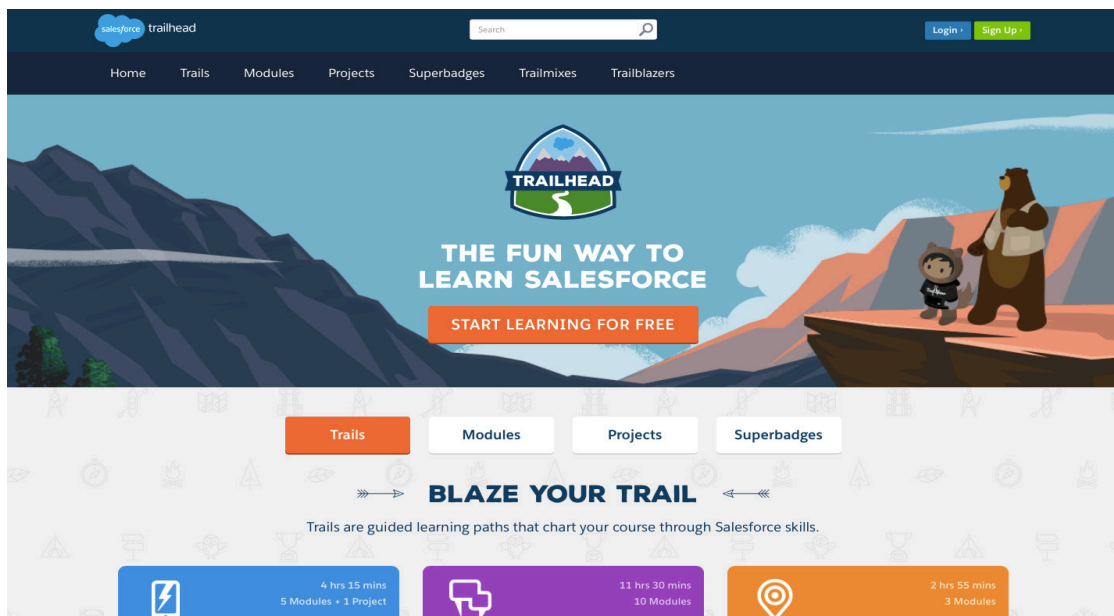 salesforce trailhead
Search
Login ›
Sign Up ›
Home Trails Modules Projects Superbadges Trailmixes Trailblazers
TRAILHEAD
THE FUN WAY TO
LEARN SALESFORCE
START LEARNING FOR FREE
Trails Modules Projects Superbadges
BLAZE YOUR TRAIL
Trails are guided learning paths that chart your course through Salesforce skills.
4 hrs 15 mins
5 Modules + 1 Project
11 hrs 30 mins
10 Modules
2 hrs 55 mins
3 Modules